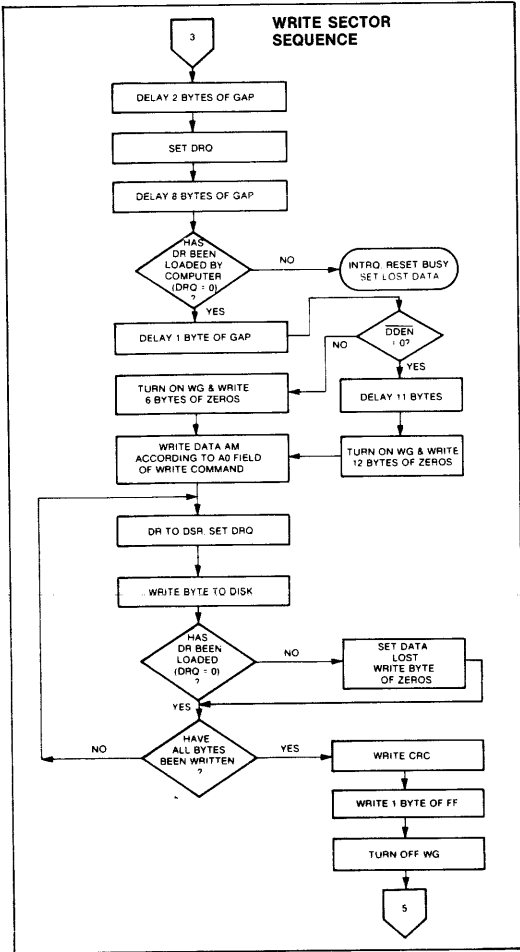 WRITE SECTOR
SEQUENCE
3
DELAY 2 BYTES OF GAP
SET DRQ
DELAY 8 BYTES OF GAP
HAS
DR BEEN
LOADED BY
COMPUTER
(DRQ = 0)
?
NO
INTRQ. RESET BUSY
SET LOST DATA
YES
DELAY 1 BYTE OF GAP
DDEN
= 0?
NO
YES
TURN ON WG & WRITE
6 BYTES OF ZEROS
DELAY 11 BYTES
WRITE DATA AM
ACCORDING TO A0 FIELD
OF WRITE COMMAND
TURN ON WG & WRITE
12 BYTES OF ZEROS
DR TO DSR. SET DRQ
WRITE BYTE TO DISK
HAS
DR BEEN
LOADED
(DRQ = 0)
?
NO
SET DATA
LOST
WRITE BYTE
OF ZEROS
YES
HAVE
ALL BYTES
BEEN WRITTEN
?
NO
YES
WRITE CRC
WRITE 1 BYTE OF FF
TURN OFF WG
5